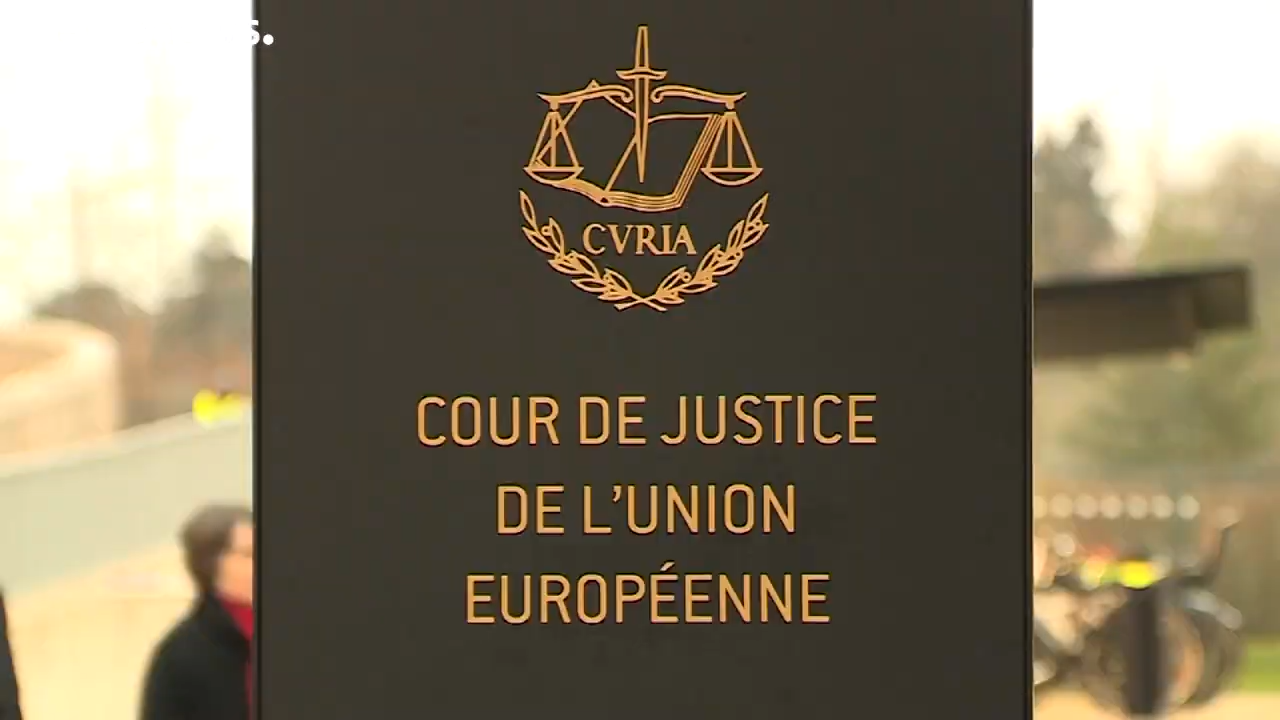 s.
CVRIA
COUR DE JUSTICE
DE L'UNION
EUROPÉENNE